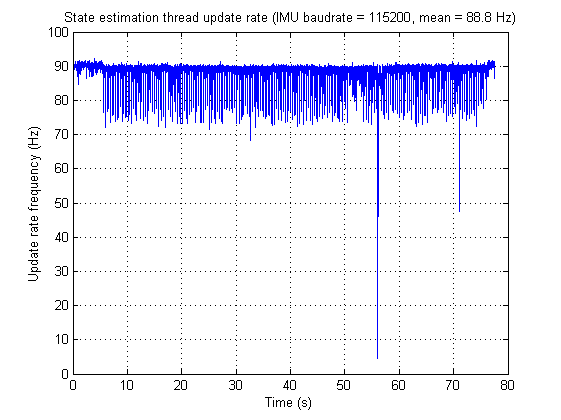 State estimation thread update rate (IMU baudrate = 115200, mean = 88.8 Hz)
100
90
80
70
60
50
40
30
20
10
0
Update rate frequency (Hz)
0 10 20 30 40 50 60 70 80
Time (s)